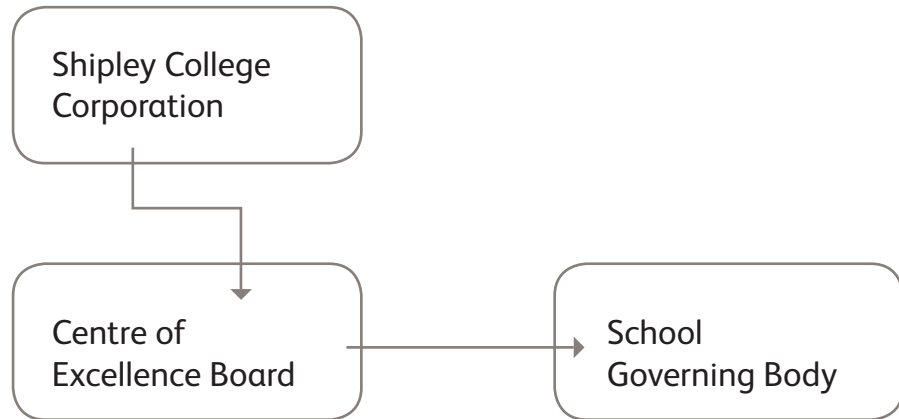 Shipley College
Corporation
Centre of
Excellence Board
School
Governing Body